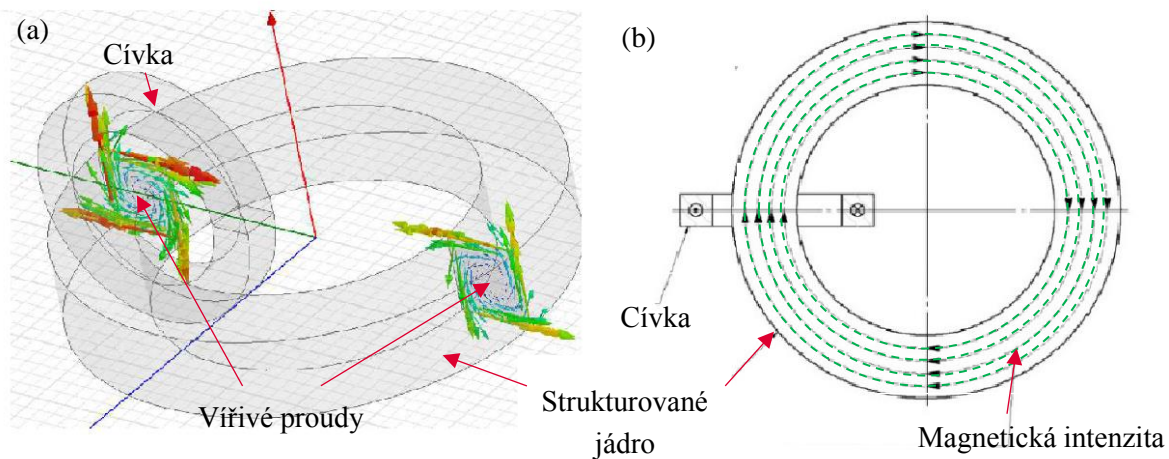 (a)
Cívka
Vířivé proudy
Strukturované
jádro
(b)
Cívka
Magnetická intenzita